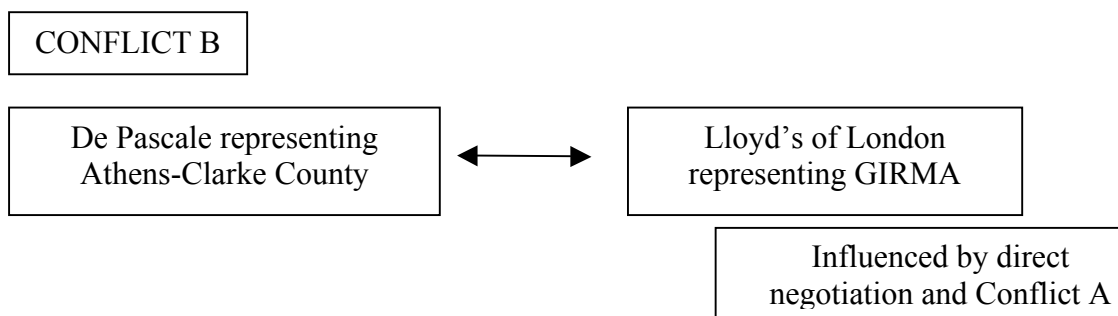 CONFLICT B
De Pascale representing
Athens-Clarke County
Lloyd's of London
representing GIRMA
Influenced by direct
negotiation and Conflict A